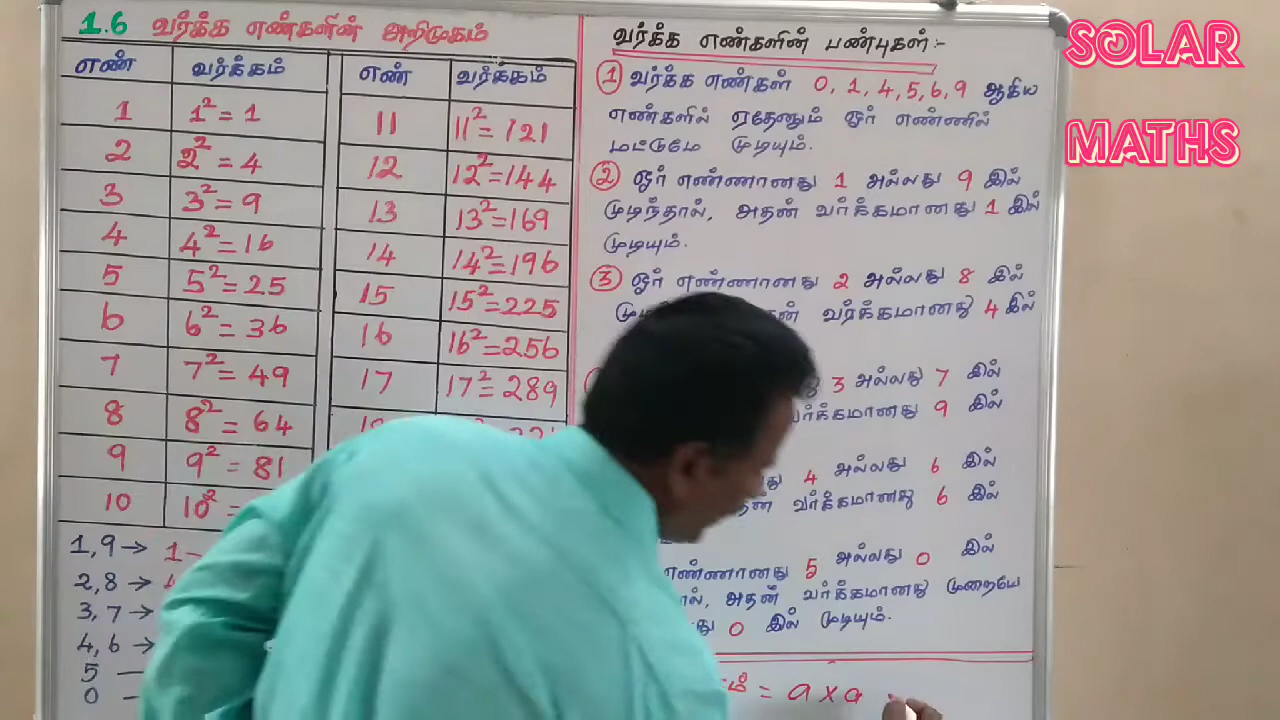 1.6 வர்க்க எண்களின் அறிமுகம்
எண் வர்க்கம் எண் வர்க்கம்
1 1² = 1 11 11² = 121
2 2² = 4 12 12² = 144
3 3² = 9 13 13² = 169
4 4² = 16 14 14² = 196
5 5² = 25 15 15² = 225
6 6² = 36 16 16² = 256
7 7² = 49 17 17² = 289
8 8² = 64
9 9² = 81
10 10² =
1,9 → 1 –
2,8 →
3,7 →
4,6 →
5 –
0 –
வர்க்க எண்களின் பண்புகள்:-
1 வர்க்க எண்கள் 0, 1, 4, 5, 6, 9 ஆகிய
எண்களில் ஏதேனும் ஓர் எண்ணில்
மட்டுமே முடியும்.
2 ஓர் எண்ணானது 1 அல்லது 9 இல்
முடிந்தால், அதன் வர்க்கமானது 1 இல்
முடியும்.
3 ஓர் எண்ணானது 2 அல்லது 8 இல்
வர்க்கமானது 4 இல்
3 அல்லது 7 இல்
வர்க்கமானது 9 இல்
4 அல்லது 6 இல்
வர்க்கமானது 6 இல்
எண்ணானது 5 அல்லது 0 இல்
அதன் வர்க்கமானது முறையே
0 இல் முடியும்.
= a × a
SOLAR
MATHS